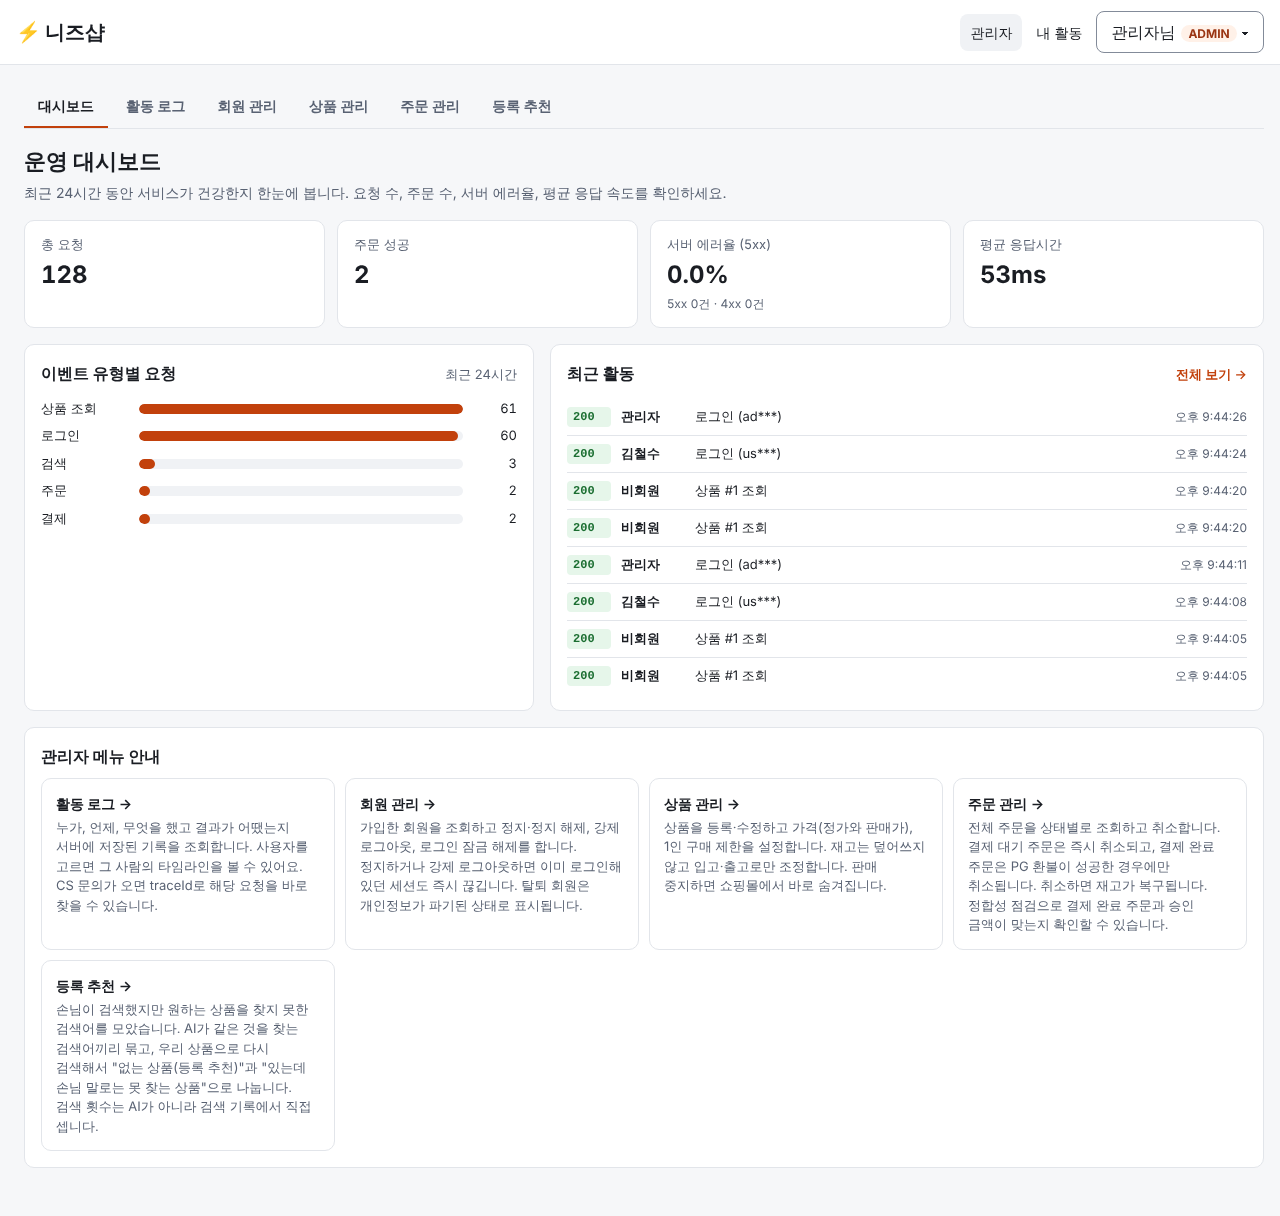 ⚡ 니즈샵
관리자
내 활동
관리자님 ADMIN
대시보드
활동 로그
회원 관리
상품 관리
주문 관리
등록 추천
운영 대시보드
최근 24시간 동안 서비스가 건강한지 한눈에 봅니다. 요청 수, 주문 수, 서버 에러율, 평균 응답 속도를 확인하세요.
총 요청
128
주문 성공
2
서버 에러율 (5xx)
0.0%
5xx 0건 · 4xx 0건
평균 응답시간
53ms
이벤트 유형별 요청
최근 24시간
상품 조회 61
로그인 60
검색 3
주문 2
결제 2
최근 활동
전체 보기 →
200 관리자 로그인 (ad***) 오후 9:44:26
200 김철수 로그인 (us***) 오후 9:44:24
200 비회원 상품 #1 조회 오후 9:44:20
200 비회원 상품 #1 조회 오후 9:44:20
200 관리자 로그인 (ad***) 오후 9:44:11
200 김철수 로그인 (us***) 오후 9:44:08
200 비회원 상품 #1 조회 오후 9:44:05
200 비회원 상품 #1 조회 오후 9:44:05
관리자 메뉴 안내
활동 로그 →
누가, 언제, 무엇을 했고 결과가 어땠는지
서버에 저장된 기록을 조회합니다. 사용자를
고르면 그 사람의 타임라인을 볼 수 있어요.
CS 문의가 오면 traceId로 해당 요청을 바로
찾을 수 있습니다.
회원 관리 →
가입한 회원을 조회하고 정지·정지 해제, 강제
로그아웃, 로그인 잠금 해제를 합니다.
정지하거나 강제 로그아웃하면 이미 로그인해
있던 세션도 즉시 끊깁니다. 탈퇴 회원은
개인정보가 파기된 상태로 표시됩니다.
상품 관리 →
상품을 등록·수정하고 가격(정가와 판매가),
1인 구매 제한을 설정합니다. 재고는 덮어쓰지
않고 입고·출고로만 조정합니다. 판매
중지하면 쇼핑몰에서 바로 숨겨집니다.
주문 관리 →
전체 주문을 상태별로 조회하고 취소합니다.
결제 대기 주문은 즉시 취소되고, 결제 완료
주문은 PG 환불이 성공한 경우에만
취소됩니다. 취소하면 재고가 복구됩니다.
정합성 점검으로 결제 완료 주문과 승인
금액이 맞는지 확인할 수 있습니다.
등록 추천 →
손님이 검색했지만 원하는 상품을 찾지 못한
검색어를 모았습니다. AI가 같은 것을 찾는
검색어끼리 묶고, 우리 상품으로 다시
검색해서 "없는 상품(등록 추천)"과 "있는데
손님 말로는 못 찾는 상품"으로 나눕니다.
검색 횟수는 AI가 아니라 검색 기록에서 직접
셉니다.